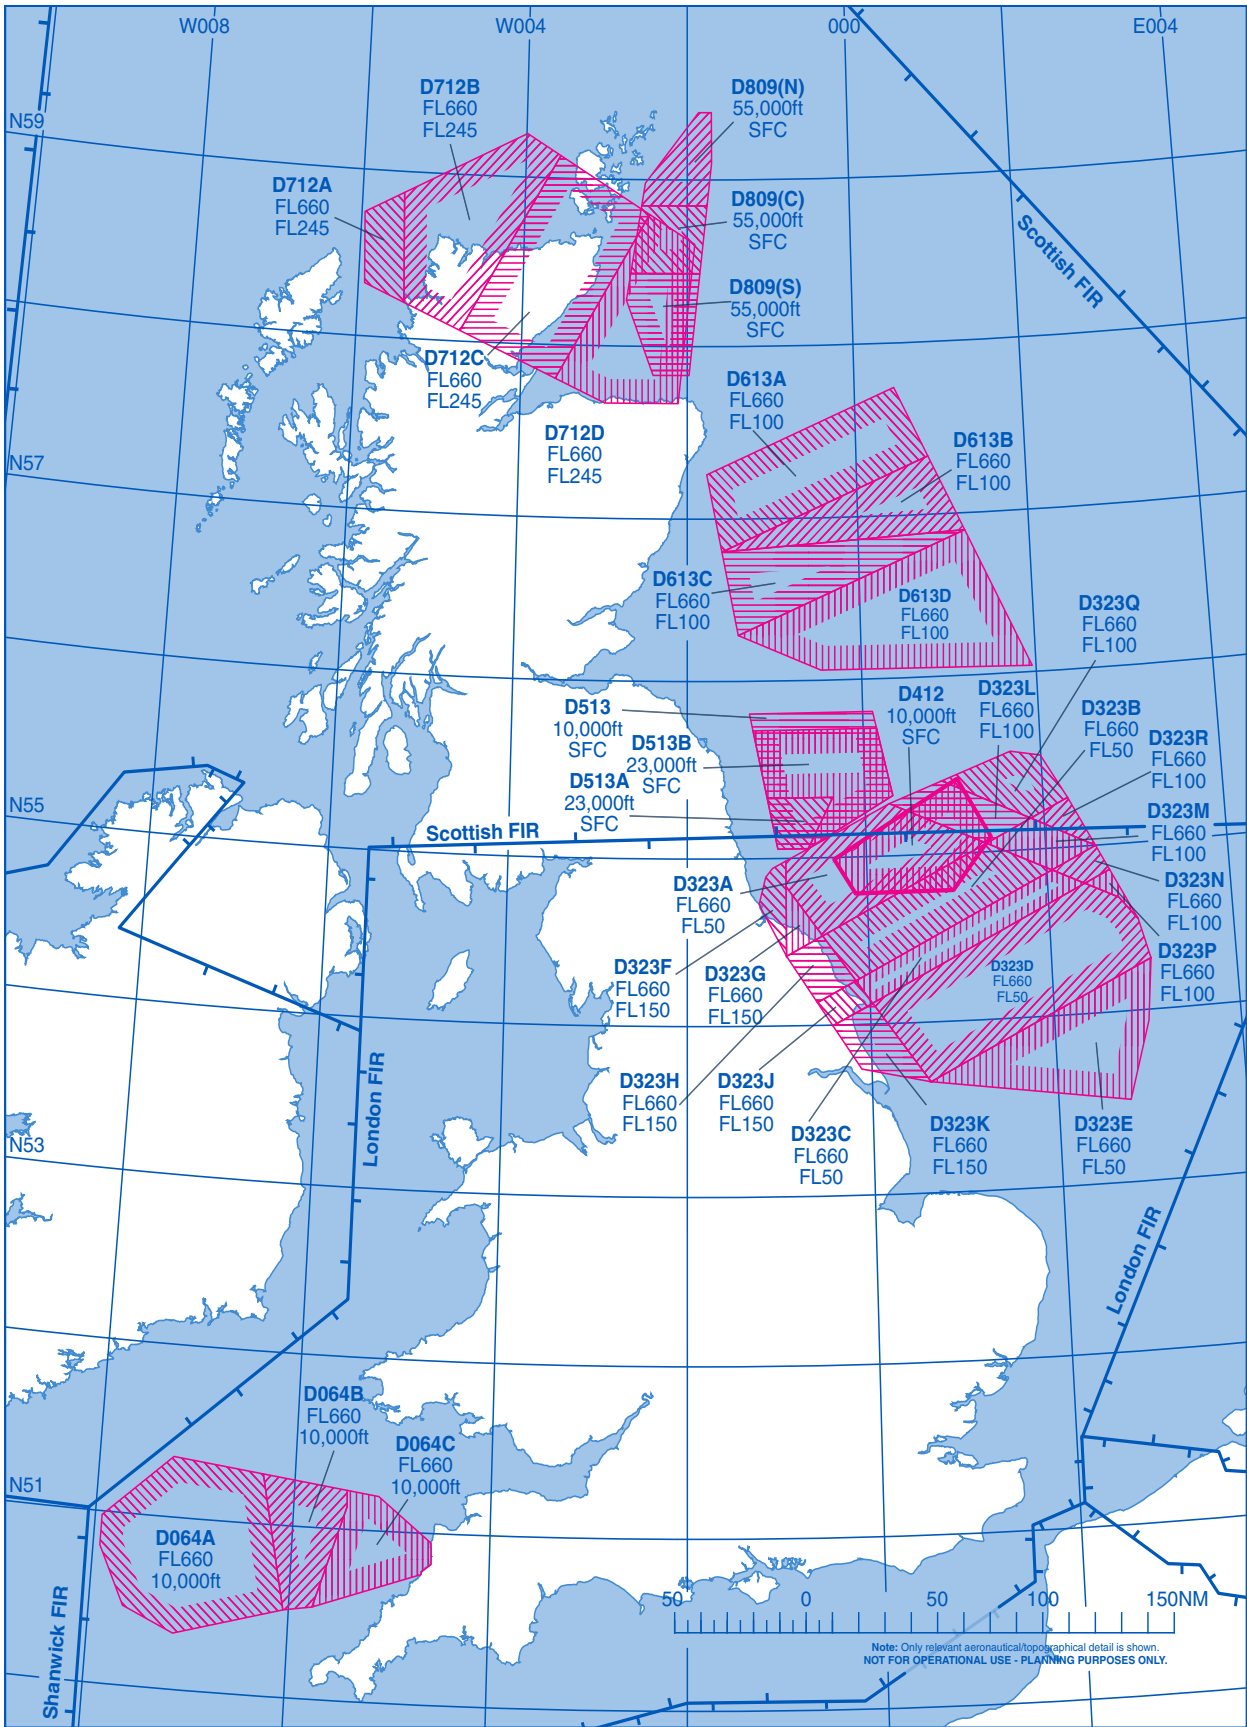 W008
W004
000
E004
N59
N57
N55
N53
N51
D712B
FL660
FL245
D809(N)
55,000ft
SFC
D712A
FL660
FL245
D809(C)
55,000ft
SFC
Scottish FIR
D809(S)
55,000ft
SFC
D712C
FL660
FL245
D613A
FL660
FL100
D712D
FL660
FL245
D613B
FL660
FL100
D613C
FL660
FL100
D613D
FL660
FL100
D323Q
FL660
FL100
D513
10,000ft
SFC
D412
10,000ft
SFC
D323L
FL660
FL100
D323B
FL660
FL50
D513B
23,000ft
SFC
D323R
FL660
FL100
D513A
23,000ft
SFC
D323M
FL660
FL100
Scottish FIR
D323A
FL660
FL50
D323N
FL660
FL100
D323F
FL660
FL150
D323G
FL660
FL150
D323D
FL660
FL50
D323P
FL660
FL100
London FIR
D323H
FL660
FL150
D323J
FL660
FL150
D323C
FL660
FL50
D323K
FL660
FL150
D323E
FL660
FL50
London FIR
D064B
FL660
10,000ft
D064C
FL660
10,000ft
D064A
FL660
10,000ft
Shanwick FIR
50
0
50
100
150NM
Note: Only relevant aeronautical/topographical detail is shown.
NOT FOR OPERATIONAL USE - PLANNING PURPOSES ONLY.